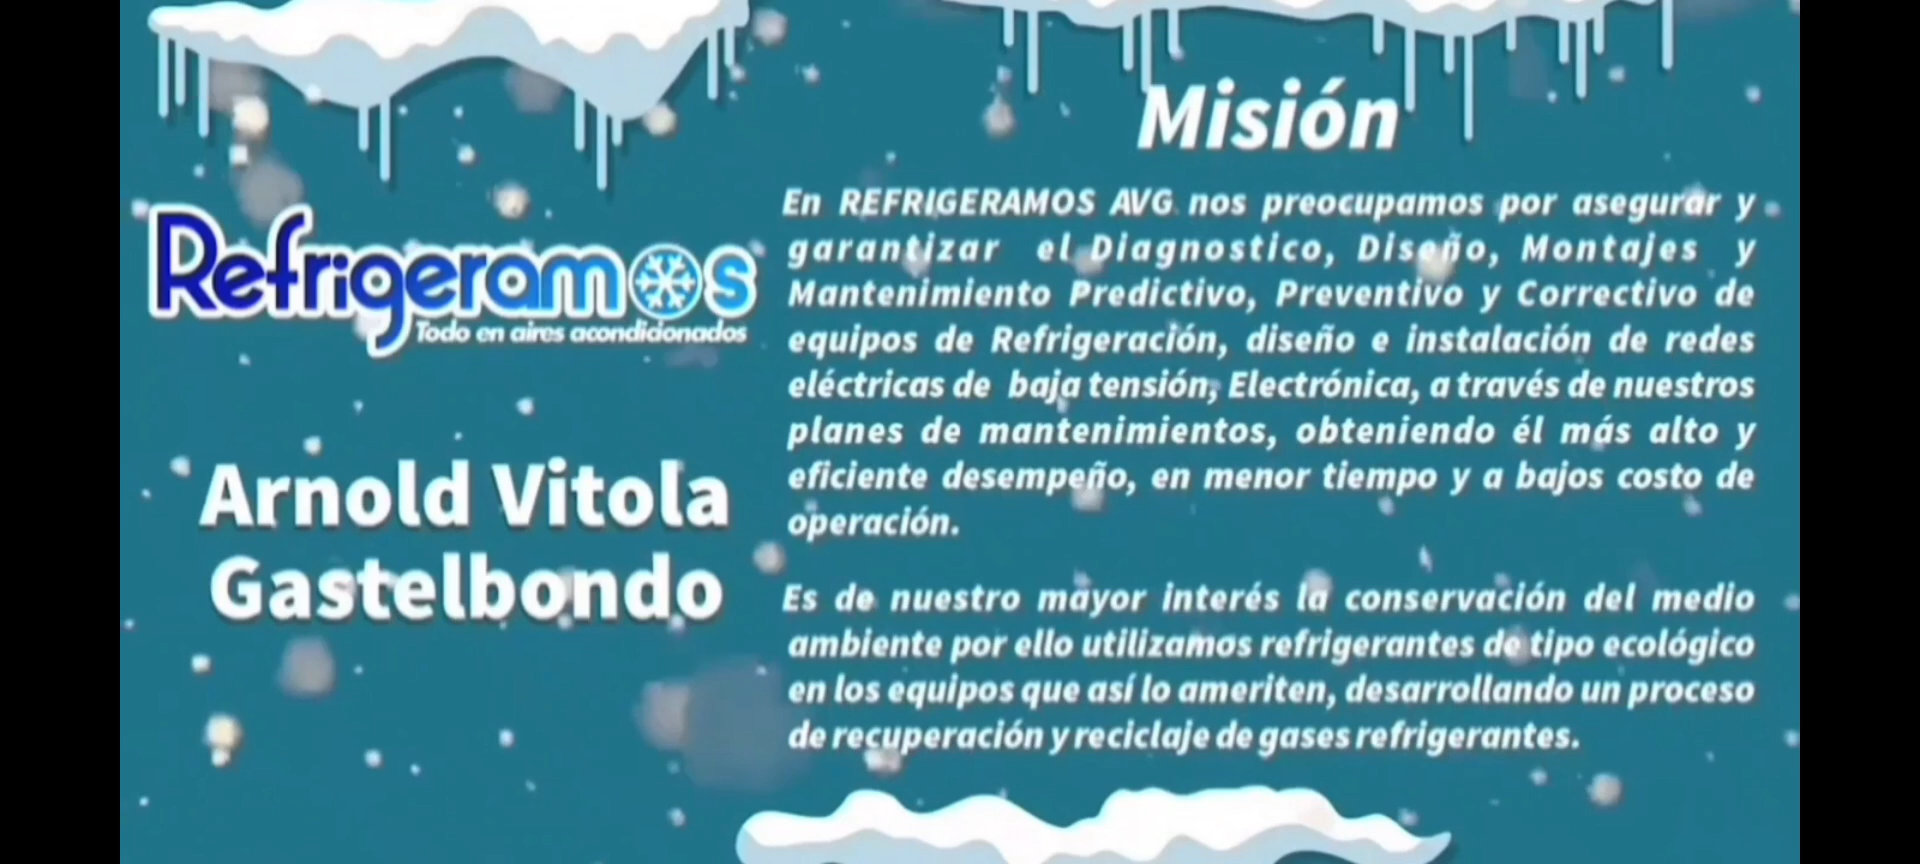 Refrigeramos
Todo en aires acondicionados
Arnold Vitola
Gastelbondo
Misión
En REFRIGERAMOS AVG nos preocupamos por asegurar y
garantizar el Diagnostico, Diseño, Montajes y
Mantenimiento Predictivo, Preventivo y Correctivo de
equipos de Refrigeración, diseño e instalación de redes
eléctricas de baja tensión, Electrónica, a través de nuestros
planes de mantenimientos, obteniendo él más alto y
eficiente desempeño, en menor tiempo y a bajos costo de
operación.
Es de nuestro mayor interés la conservación del medio
ambiente por ello utilizamos refrigerantes de tipo ecológico
en los equipos que así lo ameriten, desarrollando un proceso
de recuperación y reciclaje de gases refrigerantes.